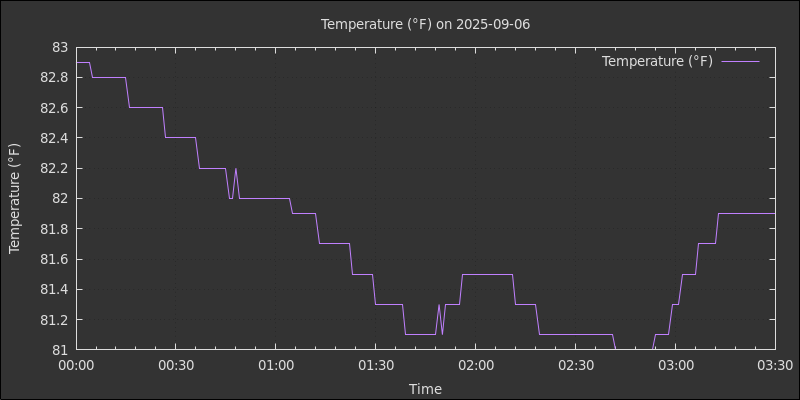 Temperature (°F) on 2025-09-06
Temperature (°F)
Temperature (°F)
83
82.8
82.6
82.4
82.2
82
81.8
81.6
81.4
81.2
81
00:00 00:30 01:00 01:30 02:00 02:30 03:00 03:30
Time